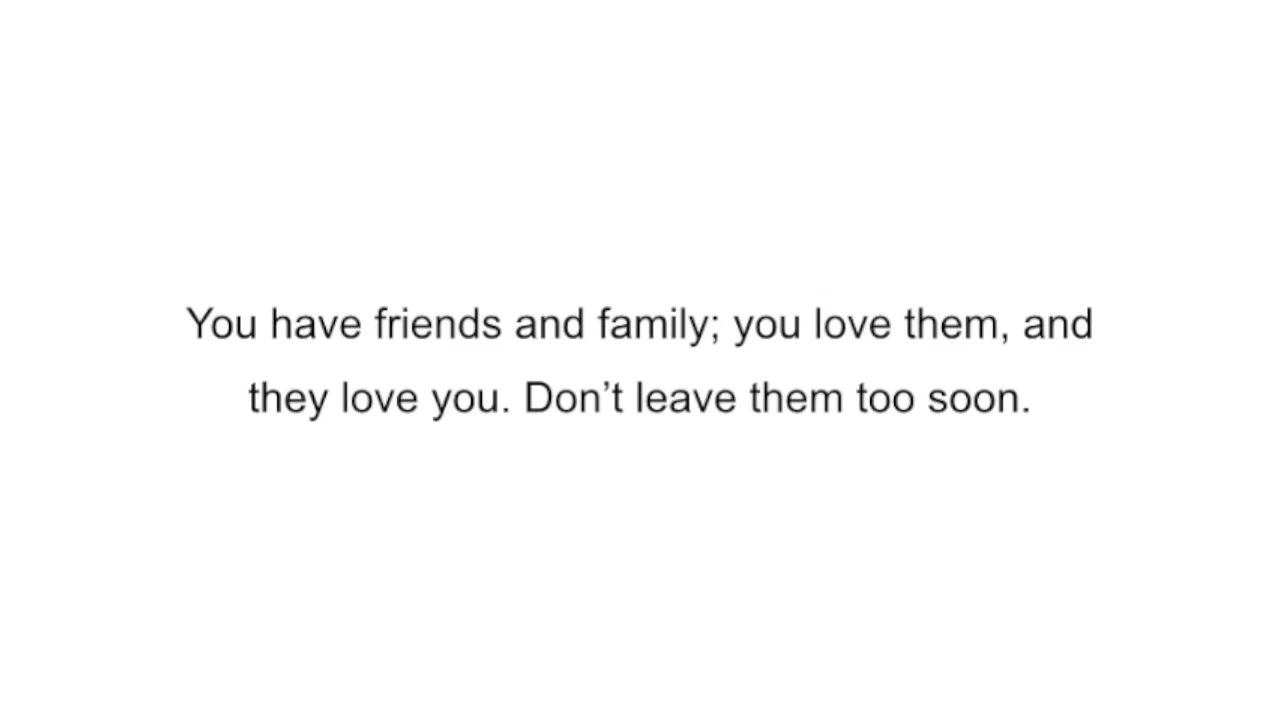 You have friends and family; you love them, and
they love you. Don’t leave them too soon.